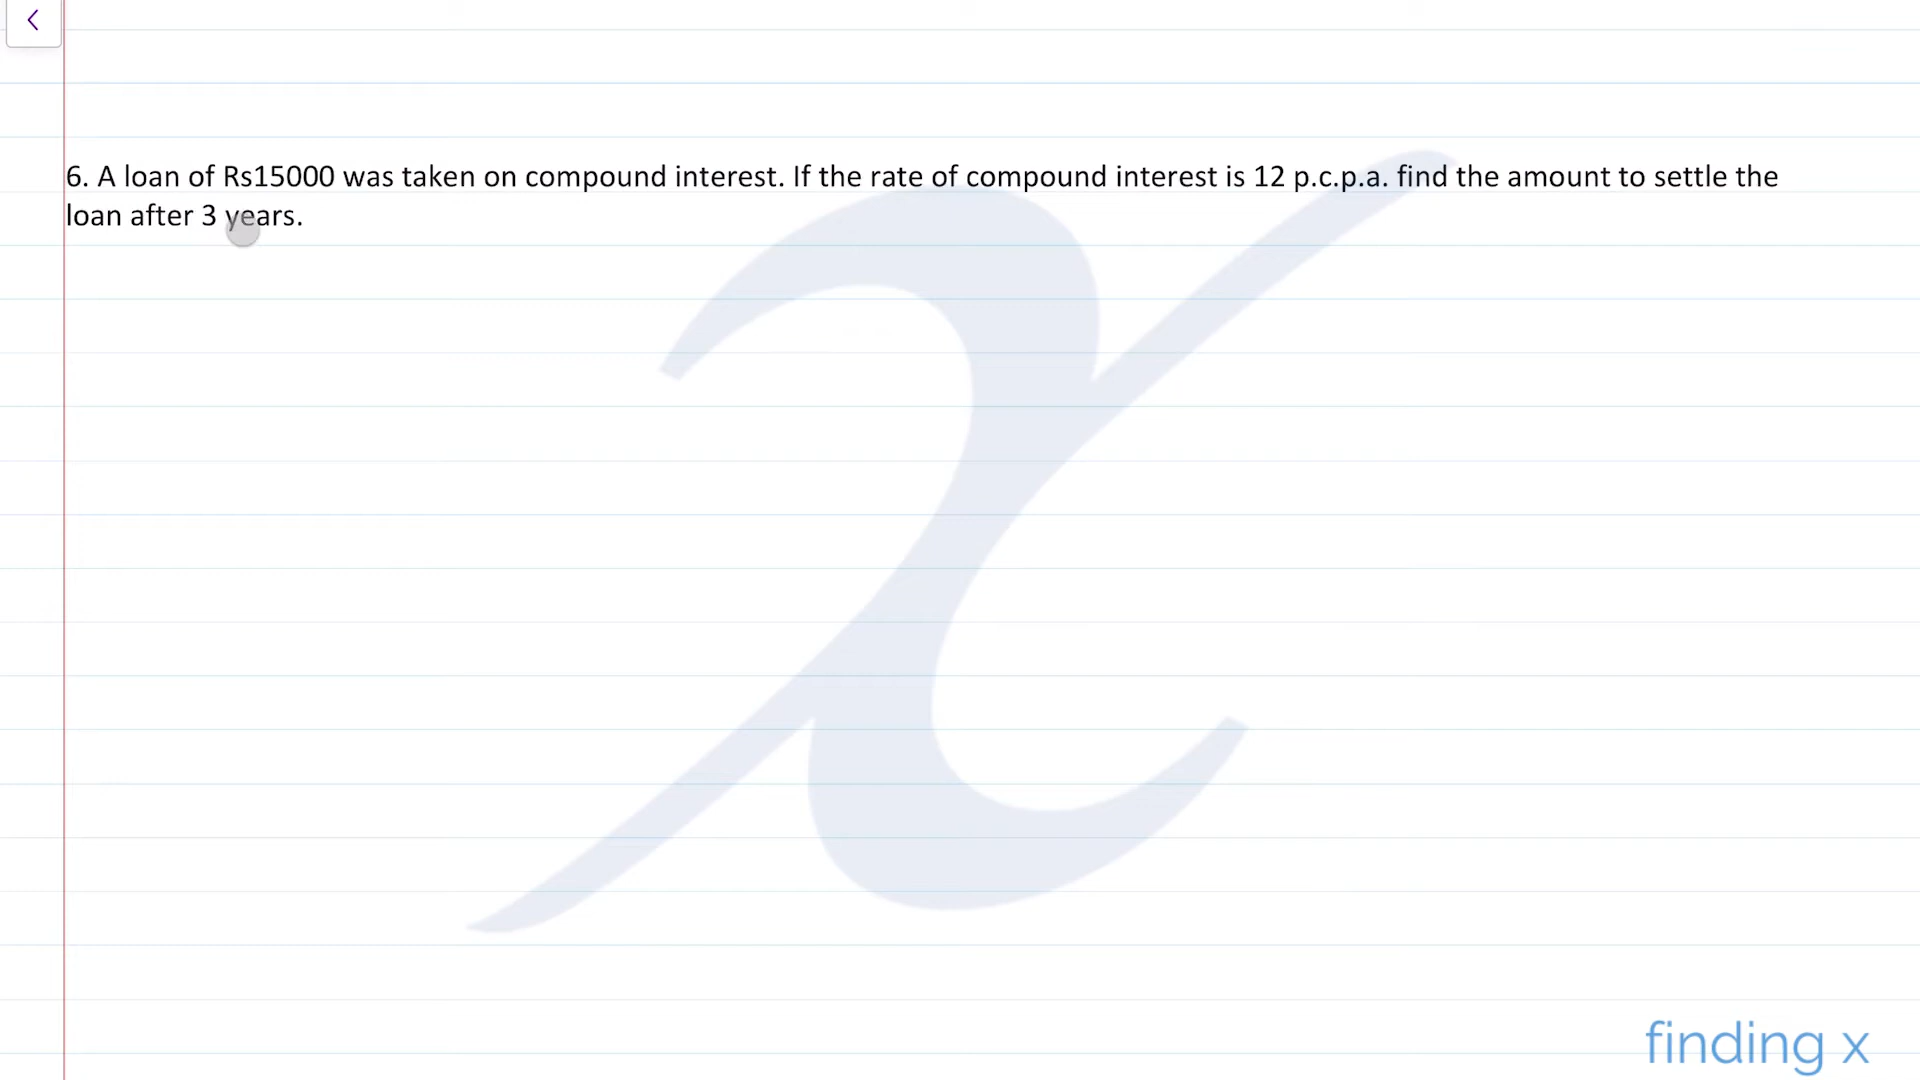 6. A loan of Rs15000 was taken on compound interest. If the rate of compound interest is 12 p.c.p.a. find the amount to settle the
loan after 3 years.
finding x